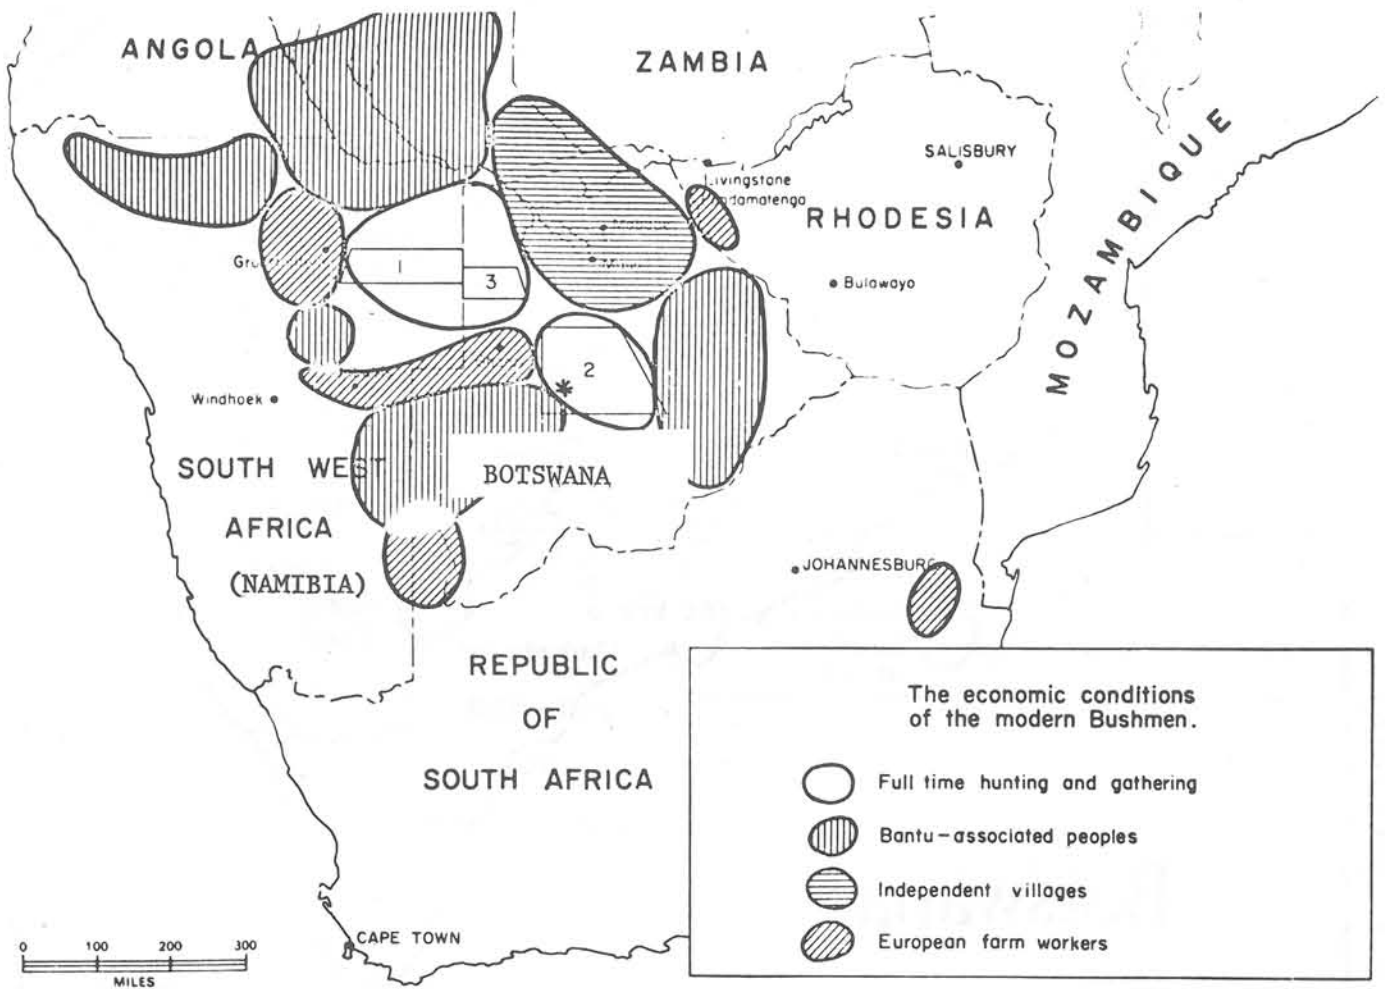 ANGOLA
ZAMBIA
SALISBURY
Livingstone
RHODESIA
MOZAMBIQUE
1
3
Bulawayo
2
Windhoek
SOUTH WEST
AFRICA
(NAMIBIA)
BOTSWANA
JOHANNESBURG
REPUBLIC
OF
SOUTH AFRICA
The economic conditions
of the modern Bushmen.
Full time hunting and gathering
Bantu-associated peoples
Independent villages
European farm workers
CAPE TOWN
0 100 200 300
MILES